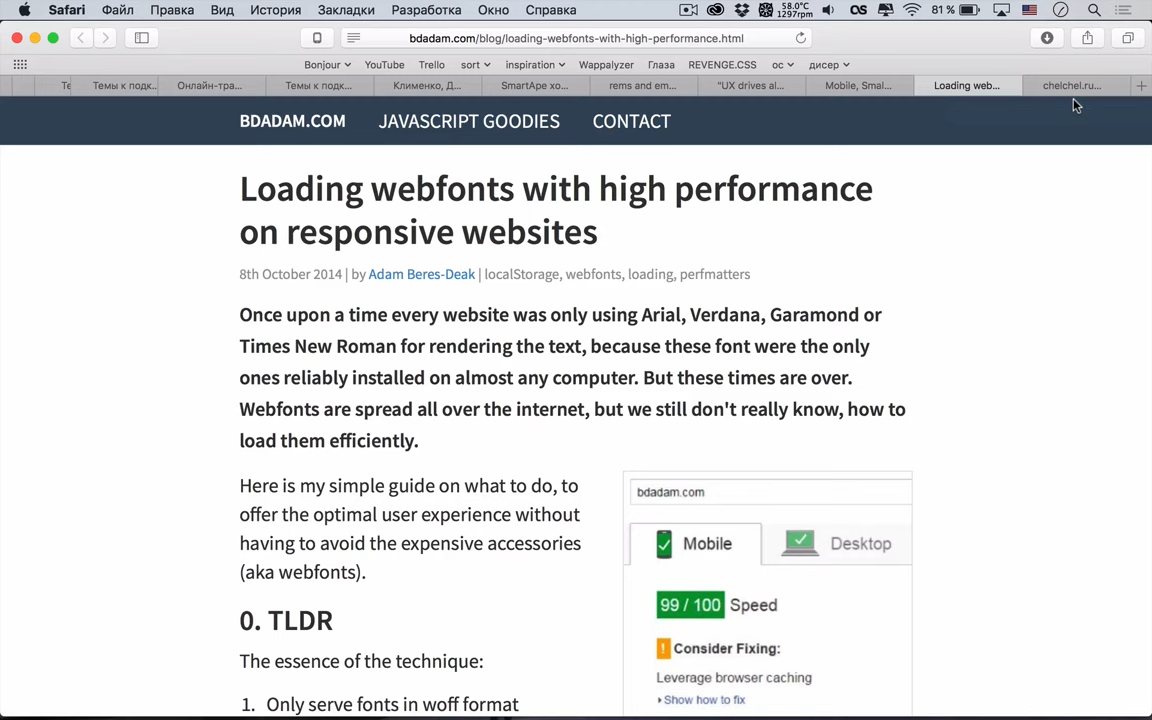 Safari Файл Правка Вид История Закладки Разработка Окно Справка 58.0°C 1297rpm 81 %
bdadam.com/blog/loading-webfonts-with-high-performance.html
Bonjour YouTube Trello sort inspiration Wappalyzer Глаза REVENGE.CSS ос дисер
Те Темы к подк... Онлайн-тра... Темы к подк... Клименко, Д... SmartApe хо... rems and em... "UX drives al... Mobile, Smal... Loading web... chelchel.ru...
BDADAM.COM JAVASCRIPT GOODIES CONTACT
Loading webfonts with high performance
on responsive websites
8th October 2014 | by Adam Beres-Deak | localStorage, webfonts, loading, perfmatters
Once upon a time every website was only using Arial, Verdana, Garamond or
Times New Roman for rendering the text, because these font were the only
ones reliably installed on almost any computer. But these times are over.
Webfonts are spread all over the internet, but we still don't really know, how to
load them efficiently.
Here is my simple guide on what to do, to
offer the optimal user experience without
having to avoid the expensive accessories
(aka webfonts).
0. TLDR
The essence of the technique:
1. Only serve fonts in woff format
bdadam.com
Mobile Desktop
99 / 100 Speed
! Consider Fixing:
Leverage browser caching
Show how to fix